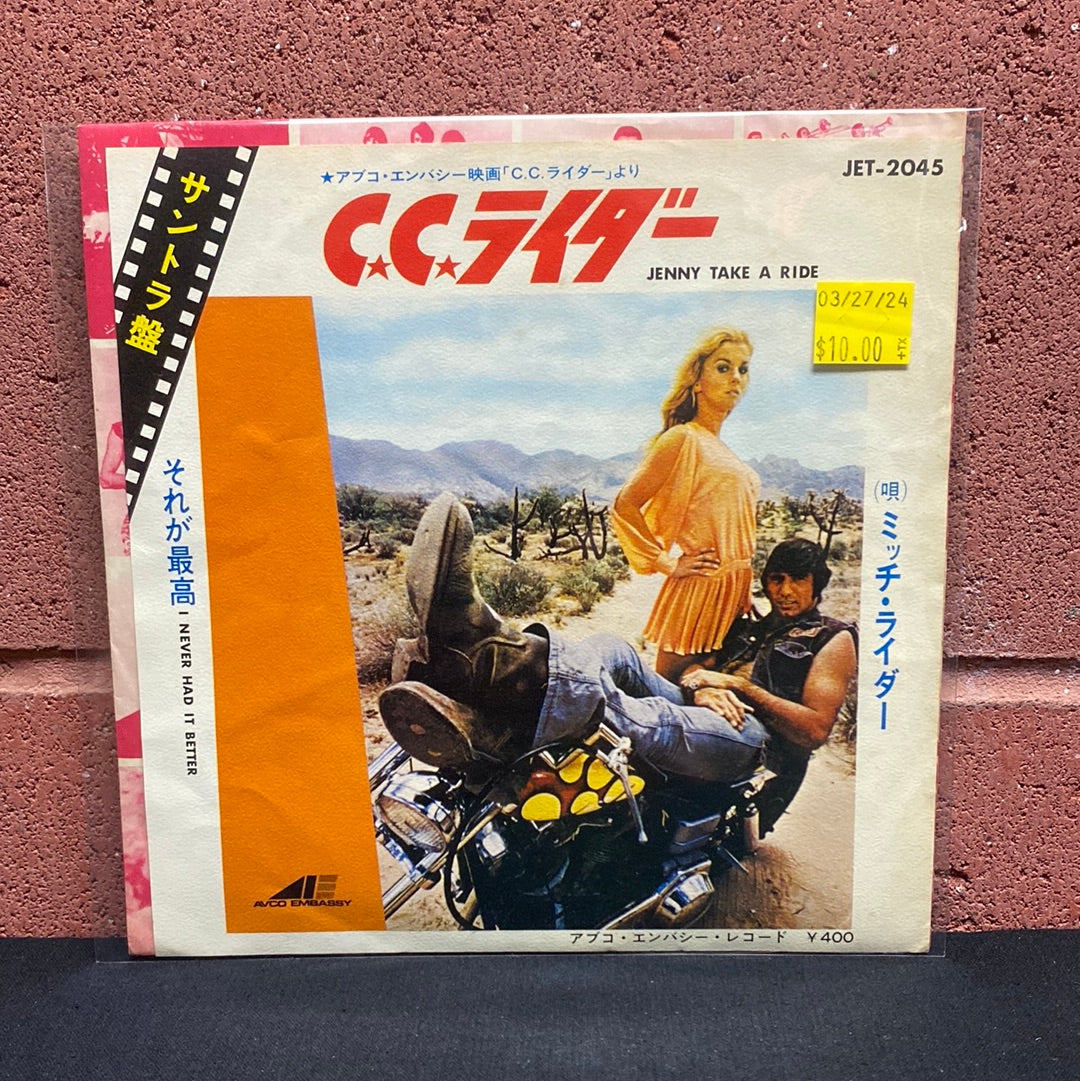 サントラ盤
★アブコ・エンバシー映画「C.C.ライダー」より
JET-2045
C.C.ライダー
JENNY TAKE A RIDE
03/27/24
$10.00 +TX
それが最高
I NEVER HAD IT BETTER
(唄)ミッチ・ライダー
AVCO EMBASSY
アブコ・エンバシー・レコード ¥400